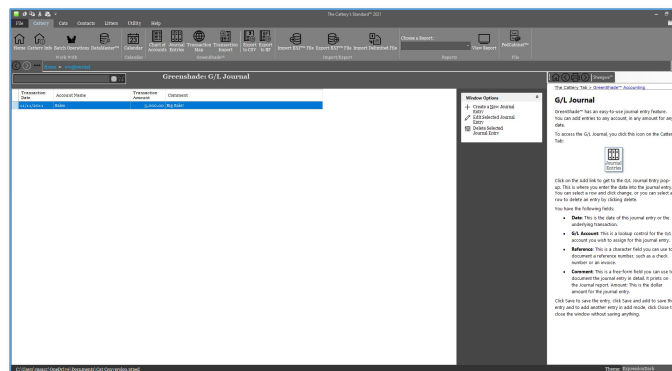 The Cattery's Standard™ 2021
File Cattery Cats Contacts Litters Utility Help
Home Cattery Info Batch Operations DataMaster™ Calendar Chart of Accounts Journal Entries Transaction Map Transaction Report Export to CSV Export to IIF Import EXF™ File Export EXF™ File Import Delimited File
Choose a Report:
View Report PetCabinet™
Work With Calendar GreenShade™ Import/Export Reports File
Home
Greenshade: G/L Journal
Designs™
Transaction Date Account Name Transaction Amount Comment
Sales Big Sale!
Window Options
Create a New Journal Entry
Edit Selected Journal Entry
Delete Selected Journal Entry
The Cattery Tab > GreenShade™ Accounting
G/L Journal
GreenShade™ has an easy-to-use journal entry feature.
You can add entries to any account, in any amount for any
date.
To access the G/L Journal, you click this icon on the Cattery
Tab:
Journal
Entries
Click on the Add link to get to the G/L Journal Entry pop-
up. This is where you enter the data into the journal entry.
You can select a row and click change, or you can select a
row to delete an entry by clicking delete.
You have the following fields:
• Date: This is the date of this journal entry or the
underlying transaction.
• G/L Account: This is a lookup control for the G/L
account you wish to assign for this journal entry.
• Reference: This is a character field you can use to
document a reference number, such as a check
number or an invoice.
• Comment: This is a free-form field you can use to
document the journal entry in detail. It prints on
the Journal report. Amount: This is the dollar
amount for the journal entry.
Click Save to save the entry, click Save and add to save the
entry and to add another entry in add mode, click Close to
close the window without saving anything.
Theme: ExpressionDark